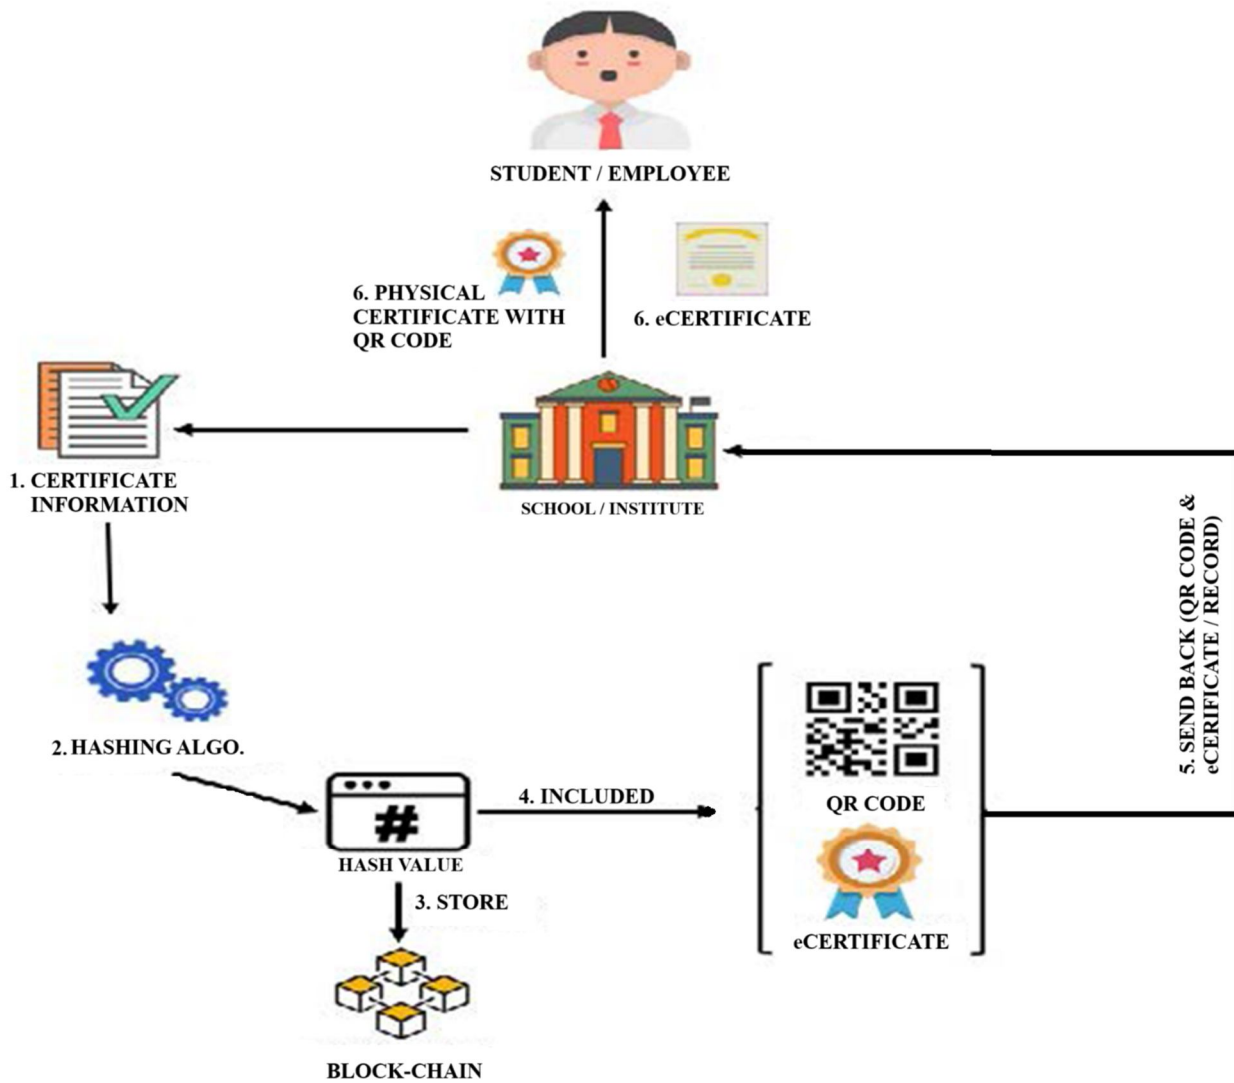 STUDENT / EMPLOYEE
6. PHYSICAL
CERTIFICATE WITH
QR CODE
6. eCERTIFICATE
1. CERTIFICATE
INFORMATION
SCHOOL / INSTITUTE
5. SEND BACK (QR CODE &
eCERIFICATE / RECORD)
2. HASHING ALGO.
#
HASH VALUE
4. INCLUDED
QR CODE
eCERTIFICATE
3. STORE
BLOCK-CHAIN